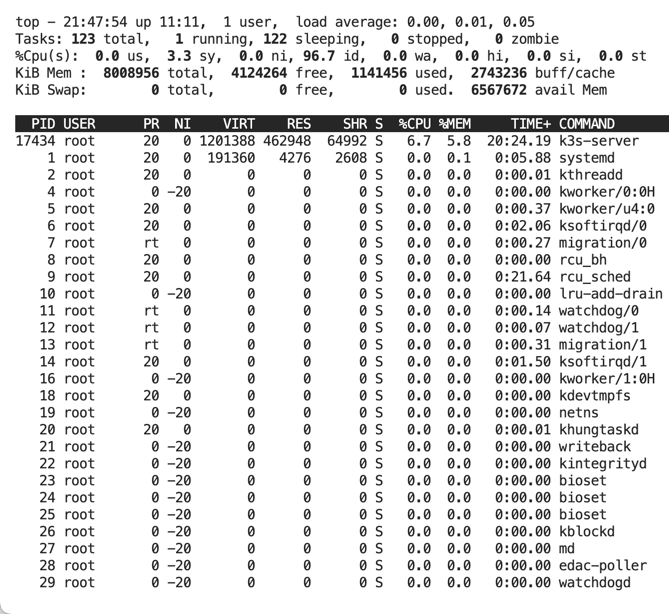 top - 21:47:54 up 11:11,  1 user,  load average: 0.00, 0.01, 0.05
Tasks: 123 total,   1 running, 122 sleeping,   0 stopped,   0 zombie
%Cpu(s):  0.0 us,  3.3 sy,  0.0 ni, 96.7 id,  0.0 wa,  0.0 hi,  0.0 si,  0.0 st
KiB Mem :  8008956 total,  4124264 free,  1141456 used,  2743236 buff/cache
KiB Swap:        0 total,        0 free,        0 used.  6567672 avail Mem
  PID USER      PR  NI    VIRT    RES    SHR S  %CPU %MEM     TIME+ COMMAND
17434 root      20   0 1201388 462948  64992 S   6.7  5.8  20:24.19 k3s-server
    1 root      20   0  191360   4276   2608 S   0.0  0.1   0:05.88 systemd
    2 root      20   0       0      0      0 S   0.0  0.0   0:00.01 kthreadd
    4 root       0 -20       0      0      0 S   0.0  0.0   0:00.00 kworker/0:0H
    5 root      20   0       0      0      0 S   0.0  0.0   0:00.37 kworker/u4:0
    6 root      20   0       0      0      0 S   0.0  0.0   0:02.06 ksoftirqd/0
    7 root      rt   0       0      0      0 S   0.0  0.0   0:00.27 migration/0
    8 root      20   0       0      0      0 S   0.0  0.0   0:00.00 rcu_bh
    9 root      20   0       0      0      0 S   0.0  0.0   0:21.64 rcu_sched
   10 root       0 -20       0      0      0 S   0.0  0.0   0:00.00 lru-add-drain
   11 root      rt   0       0      0      0 S   0.0  0.0   0:00.14 watchdog/0
   12 root      rt   0       0      0      0 S   0.0  0.0   0:00.07 watchdog/1
   13 root      rt   0       0      0      0 S   0.0  0.0   0:00.31 migration/1
   14 root      20   0       0      0      0 S   0.0  0.0   0:01.50 ksoftirqd/1
   16 root       0 -20       0      0      0 S   0.0  0.0   0:00.00 kworker/1:0H
   18 root      20   0       0      0      0 S   0.0  0.0   0:00.00 kdevtmpfs
   19 root       0 -20       0      0      0 S   0.0  0.0   0:00.00 netns
   20 root      20   0       0      0      0 S   0.0  0.0   0:00.01 khungtaskd
   21 root       0 -20       0      0      0 S   0.0  0.0   0:00.00 writeback
   22 root       0 -20       0      0      0 S   0.0  0.0   0:00.00 kintegrityd
   23 root       0 -20       0      0      0 S   0.0  0.0   0:00.00 bioset
   24 root       0 -20       0      0      0 S   0.0  0.0   0:00.00 bioset
   25 root       0 -20       0      0      0 S   0.0  0.0   0:00.00 bioset
   26 root       0 -20       0      0      0 S   0.0  0.0   0:00.00 kblockd
   27 root       0 -20       0      0      0 S   0.0  0.0   0:00.00 md
   28 root       0 -20       0      0      0 S   0.0  0.0   0:00.00 edac-poller
   29 root       0 -20       0      0      0 S   0.0  0.0   0:00.00 watchdogd